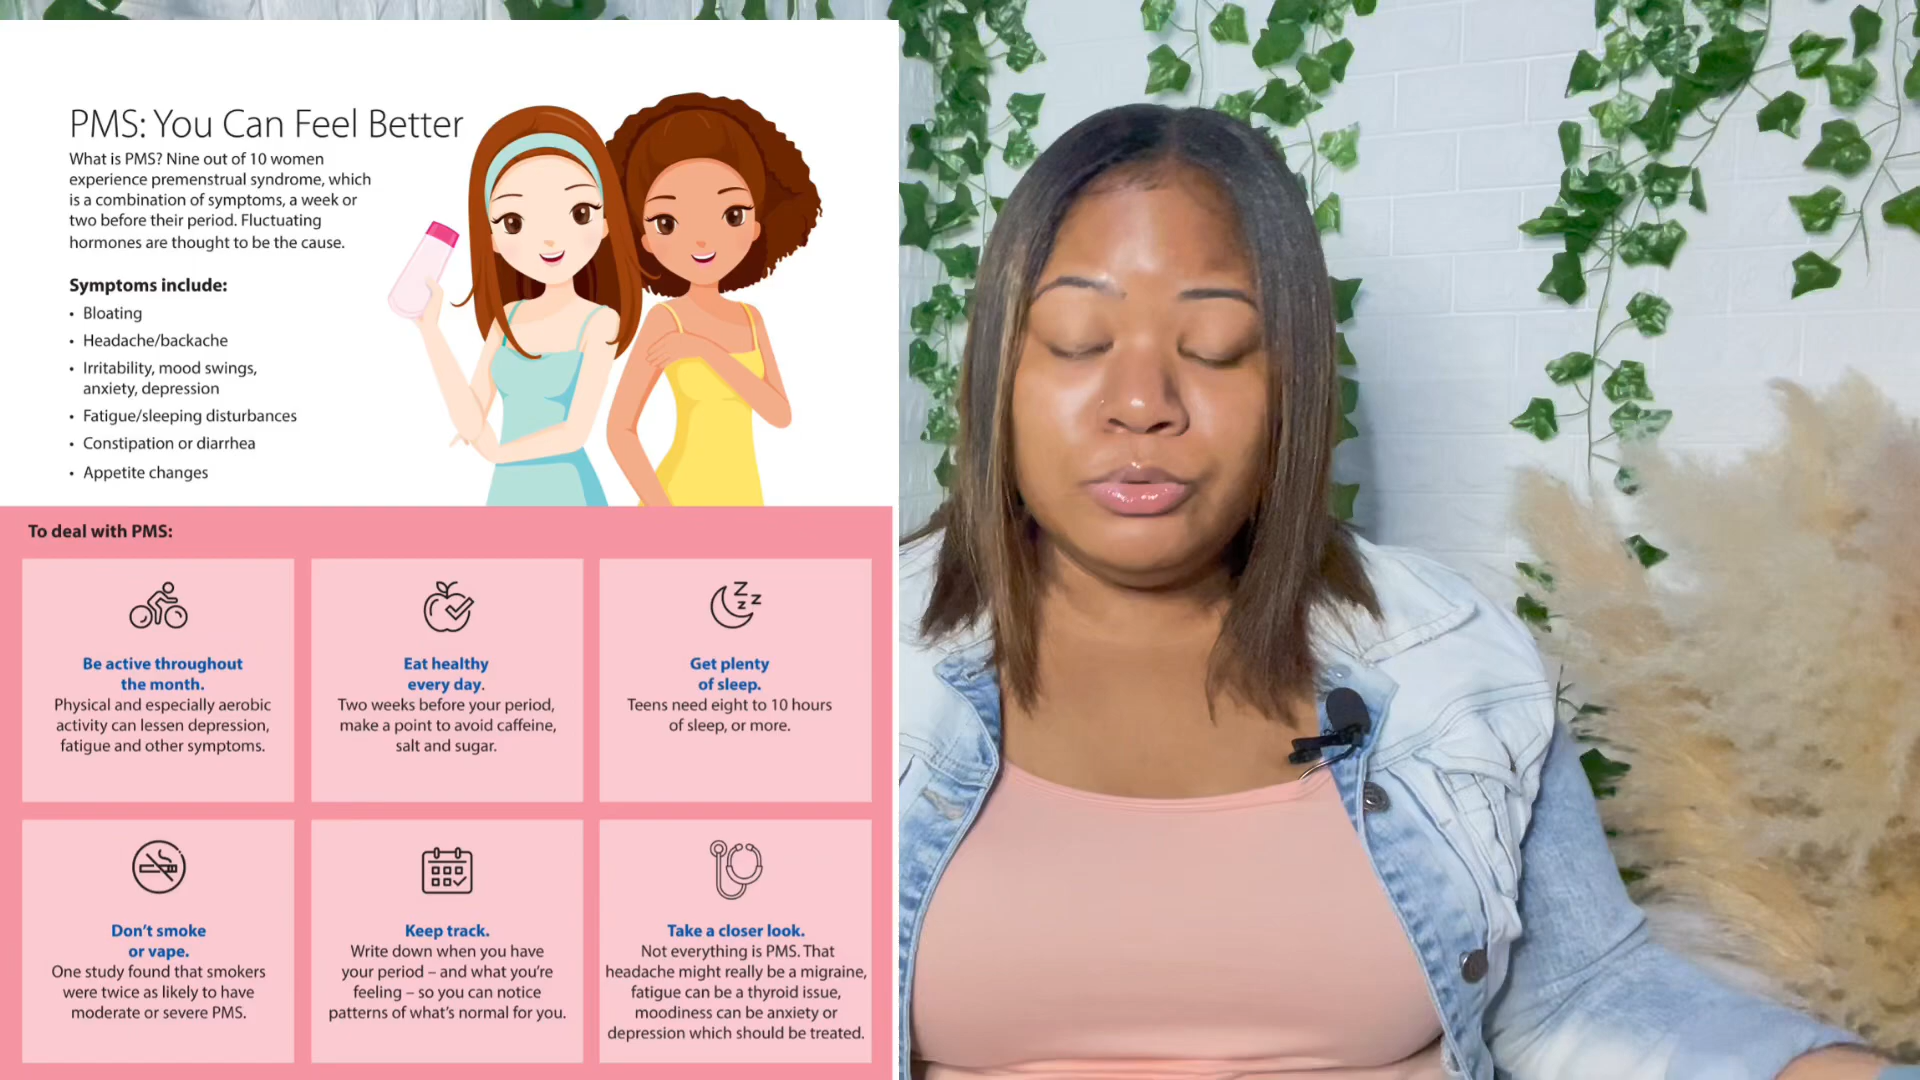 PMS: You Can Feel Better
What is PMS? Nine out of 10 women
experience premenstrual syndrome, which
is a combination of symptoms, a week or
two before their period. Fluctuating
hormones are thought to be the cause.
Symptoms include:
• Bloating
• Headache/backache
• Irritability, mood swings,
anxiety, depression
• Fatigue/sleeping disturbances
• Constipation or diarrhea
• Appetite changes
To deal with PMS:
Be active throughout
the month.
Physical and especially aerobic
activity can lessen depression,
fatigue and other symptoms.
Eat healthy
every day.
Two weeks before your period,
make a point to avoid caffeine,
salt and sugar.
Z Z Z Z
Get plenty
of sleep.
Teens need eight to 10 hours
of sleep, or more.
Don't smoke
or vape.
One study found that smokers
were twice as likely to have
moderate or severe PMS.
Keep track.
Write down when you have
your period – and what you're
feeling – so you can notice
patterns of what's normal for you.
Take a closer look.
Not everything is PMS. That
headache might really be a migraine,
fatigue can be a thyroid issue,
moodiness can be anxiety or
depression which should be treated.